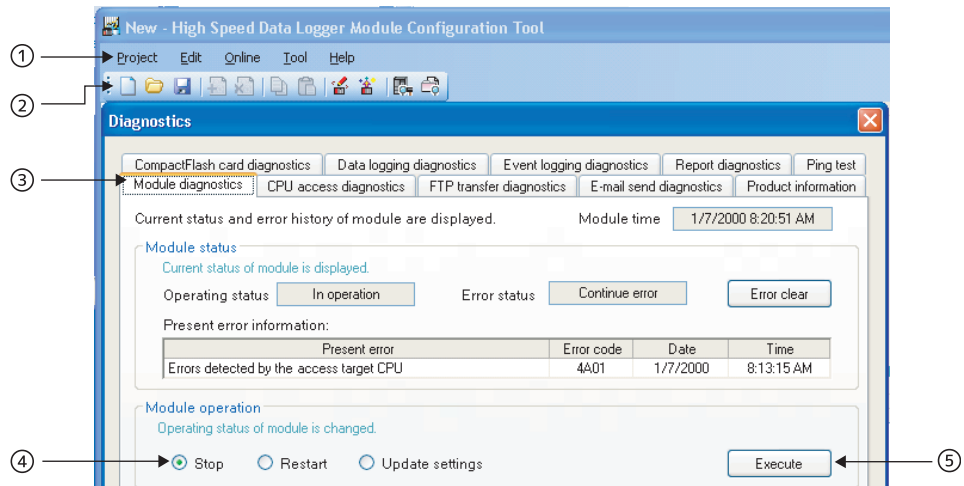 New - High Speed Data Logger Module Configuration Tool
① Project Edit Online Tool Help
②
Diagnostics
CompactFlash card diagnostics Data logging diagnostics Event logging diagnostics Report diagnostics Ping test
③ Module diagnostics CPU access diagnostics FTP transfer diagnostics E-mail send diagnostics Product information
Current status and error history of module are displayed. Module time 1/7/2000 8:20:51 AM
Module status
Current status of module is displayed.
Operating status In operation Error status Continue error Error clear
Present error information:
Present error Error code Date Time
Errors detected by the access target CPU 4A01 1/7/2000 8:13:15 AM
Module operation
Operating status of module is changed.
④ Stop Restart Update settings Execute ⑤